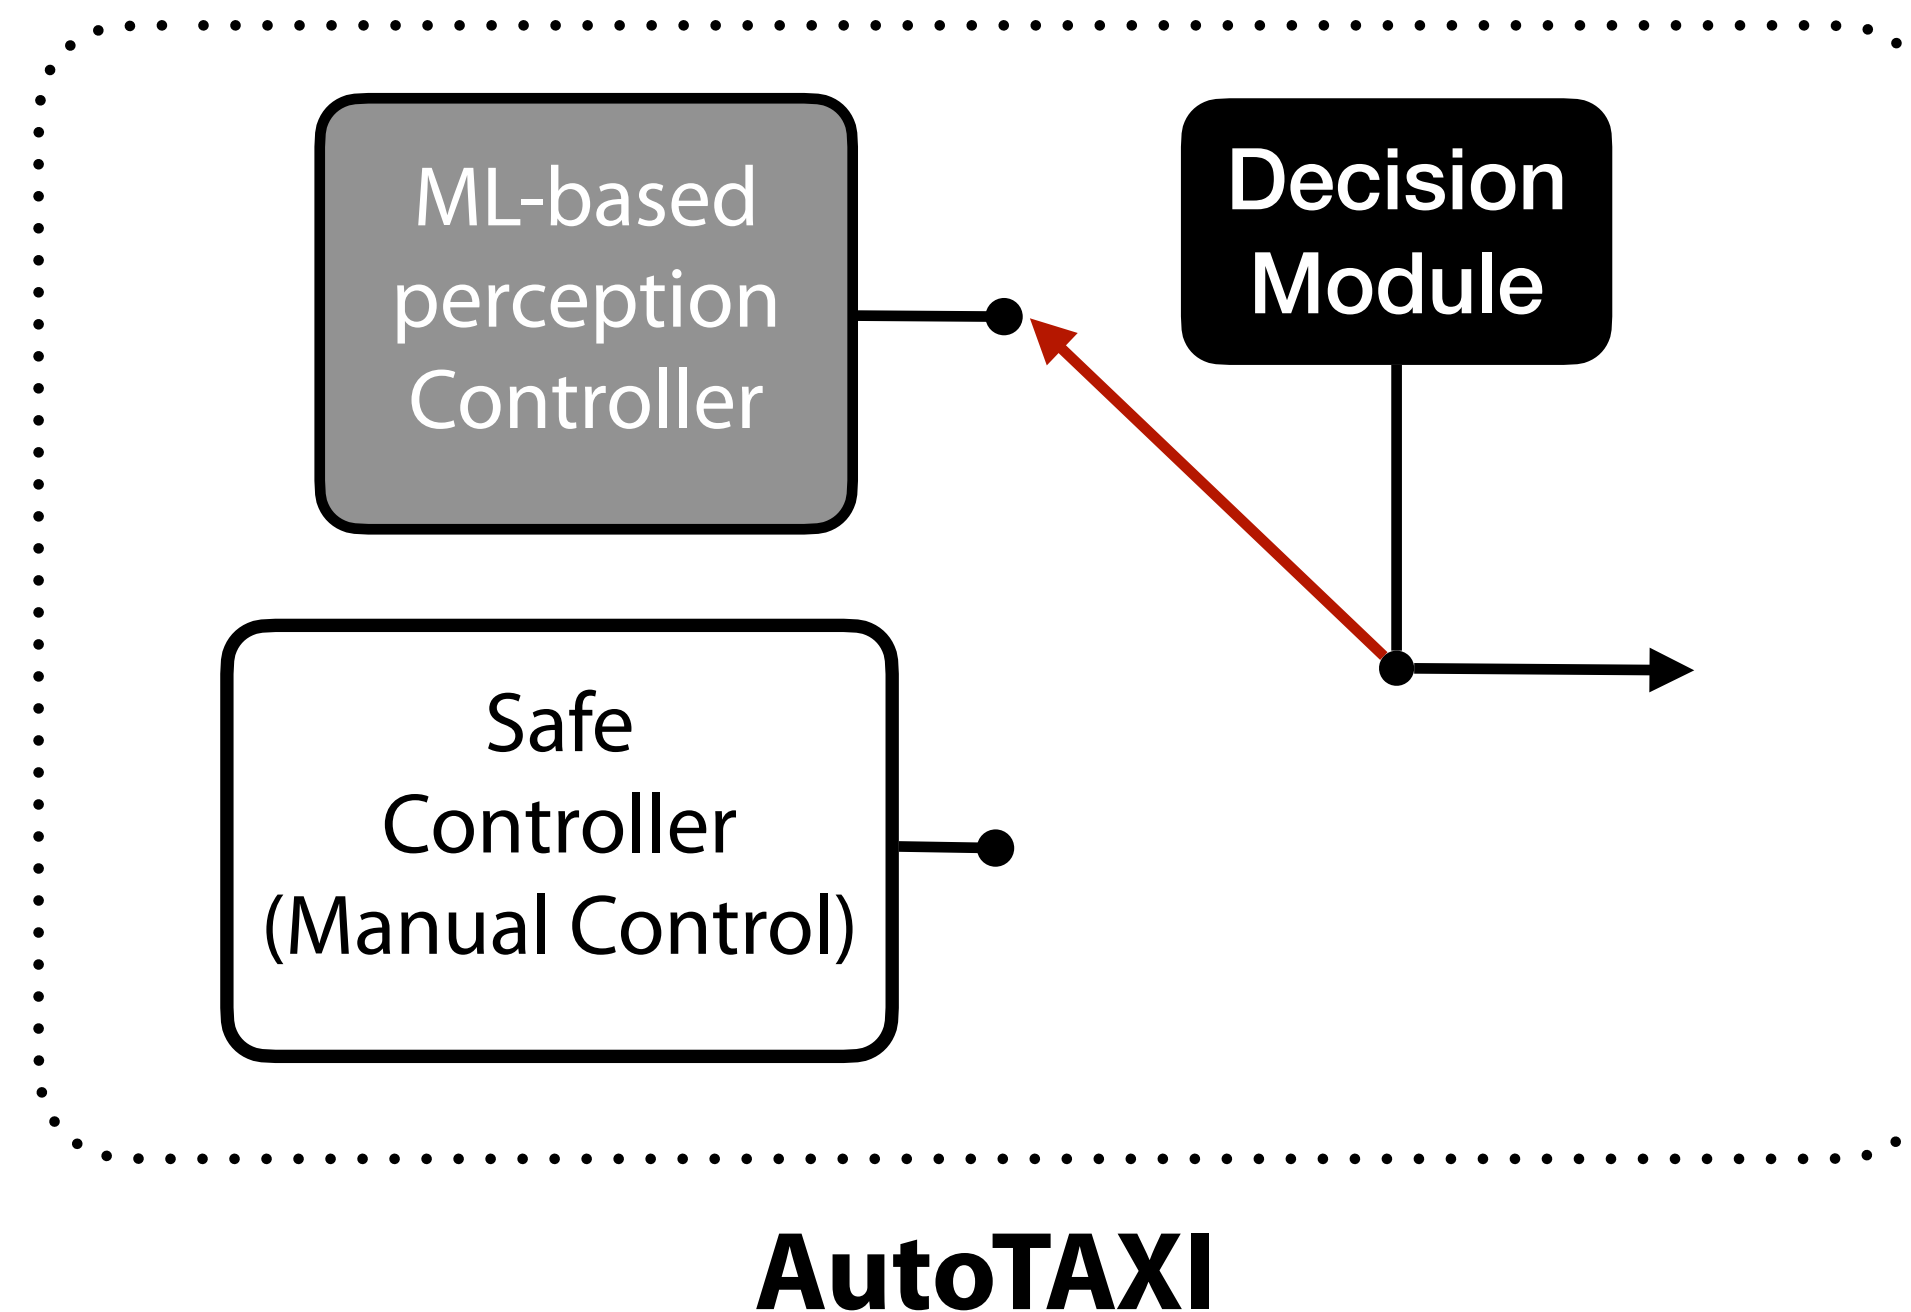 ML-based
perception
Controller
Decision
Module
Safe
Controller
(Manual Control)
AutoTAXI